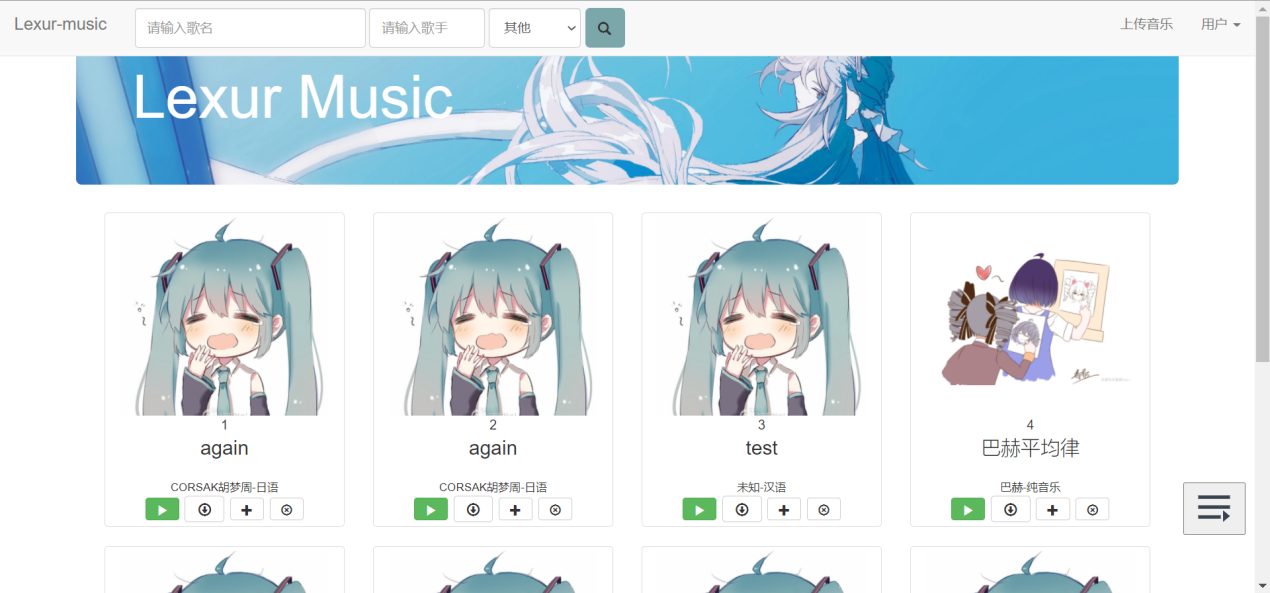 Lexur-music 请输入歌名 请输入歌手 其他 上传音乐 用户
Lexur Music
1 2 3 4
again again test 巴赫平均律
CORSAK胡梦周-日语 CORSAK胡梦周-日语 未知-汉语 巴赫-纯音乐